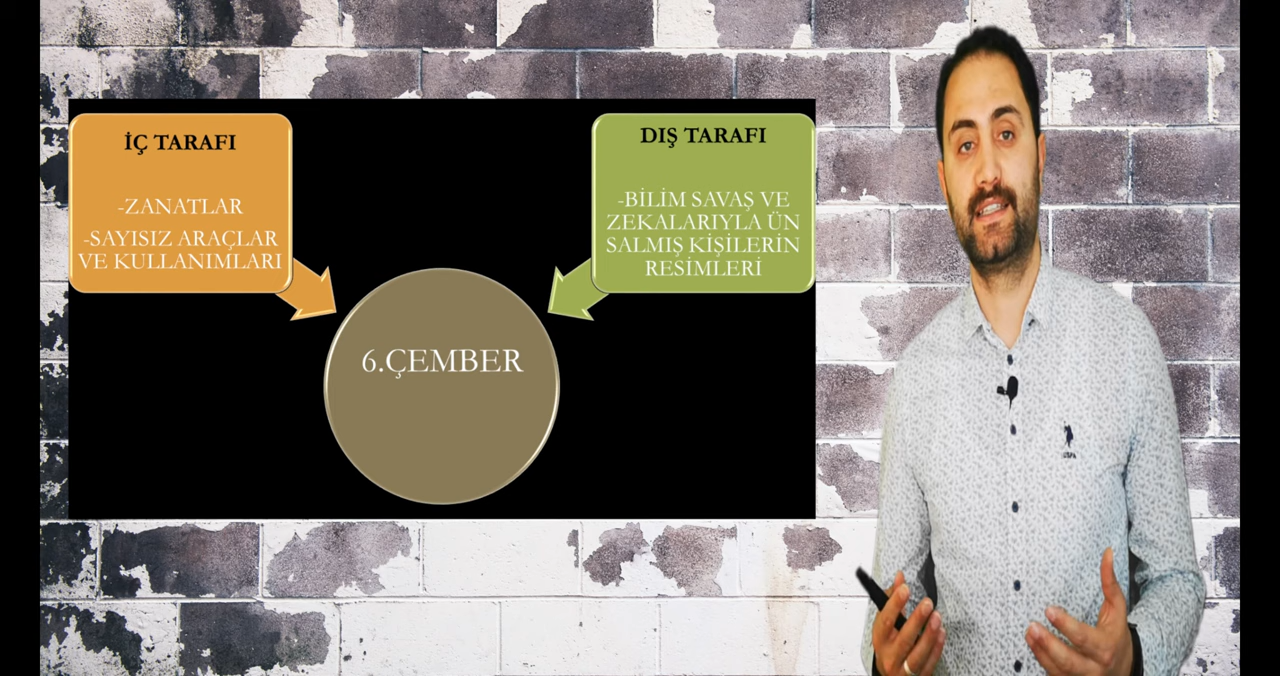 İÇ TARAFI
-ZANATLAR
-SAYISIZ ARAÇLAR
VE KULLANIMLARI
DIŞ TARAFI
-BİLİM SAVAŞ VE
ZEKALARIYLA ÜN
SALMIŞ KİŞİLERİN
RESİMLERİ
6.ÇEMBER
USPA